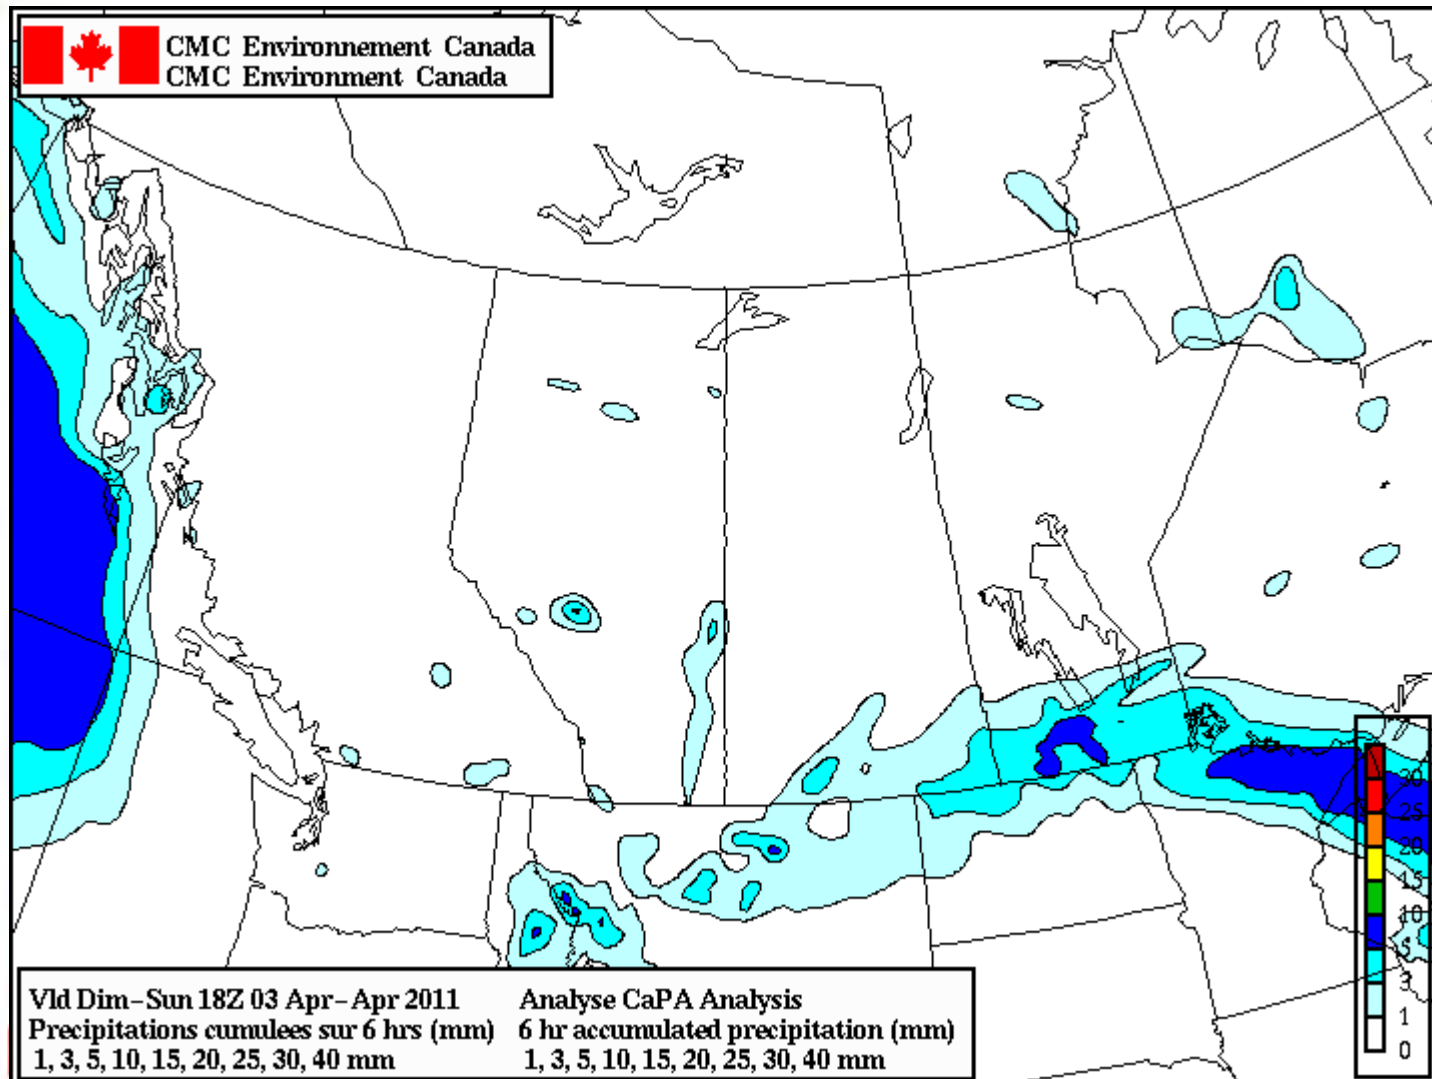 CMC Environnement Canada
CMC Environment Canada
30
25
20
15
10
5
3
1
0
Vld Dim-Sun 18Z 03 Apr-Apr 2011 Analyse CaPA Analysis
Precipitations cumulees sur 6 hrs (mm) 6 hr accumulated precipitation (mm)
1, 3, 5, 10, 15, 20, 25, 30, 40 mm 1, 3, 5, 10, 15, 20, 25, 30, 40 mm